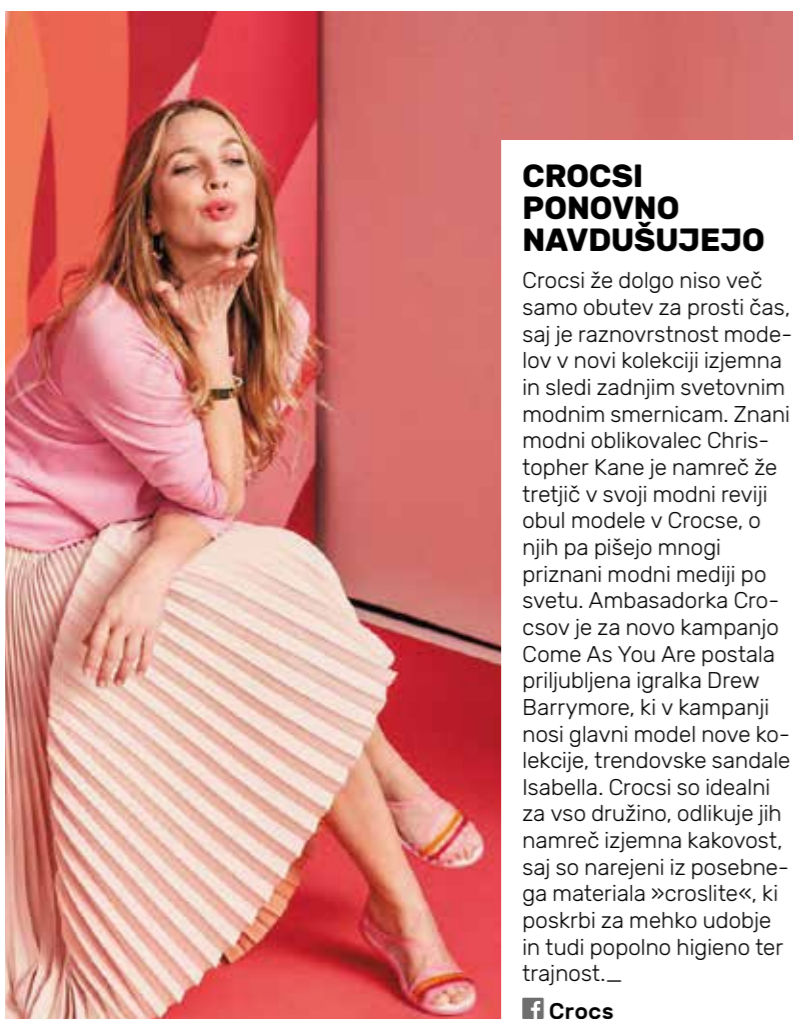 CROCSI
PONOVNO
NAVDUŠUJEJO
Crocsi že dolgo niso več
samo obutev za prosti čas,
saj je raznovrstnost mode-
lov v novi kolekciji izjemna
in sledi zadnjim svetovnim
modnim smernicam. Znani
modni oblikovalec Chris-
topher Kane je namreč že
tretjič v svoji modni reviji
obul modele v Crocse, o
njih pa pišejo mnogi
priznani modni mediji po
svetu. Ambasadorka Cro-
csov je za novo kampanjo
Come As You Are postala
priljubljena igralka Drew
Barrymore, ki v kampanji
nosi glavni model nove ko-
lekcije, trendovske sandale
Isabella. Crocsi so idealni
za vso družino, odlikuje jih
namreč izjemna kakovost,
saj so narejeni iz posebne-
ga materiala »croslite«, ki
poskrbi za mehko udobje
in tudi popolno higieno ter
trajnost._
f Crocs